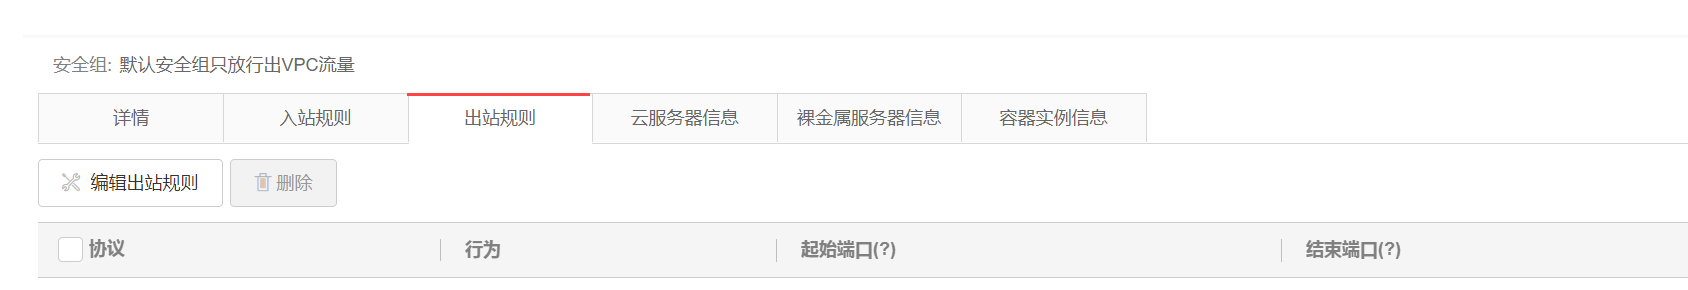 安全组: 默认安全组只放行出VPC流量
详情 入站规则 出站规则 云服务器信息 裸金属服务器信息 容器实例信息
编辑出站规则 删除
协议 行为 起始端口(?) 结束端口(?)